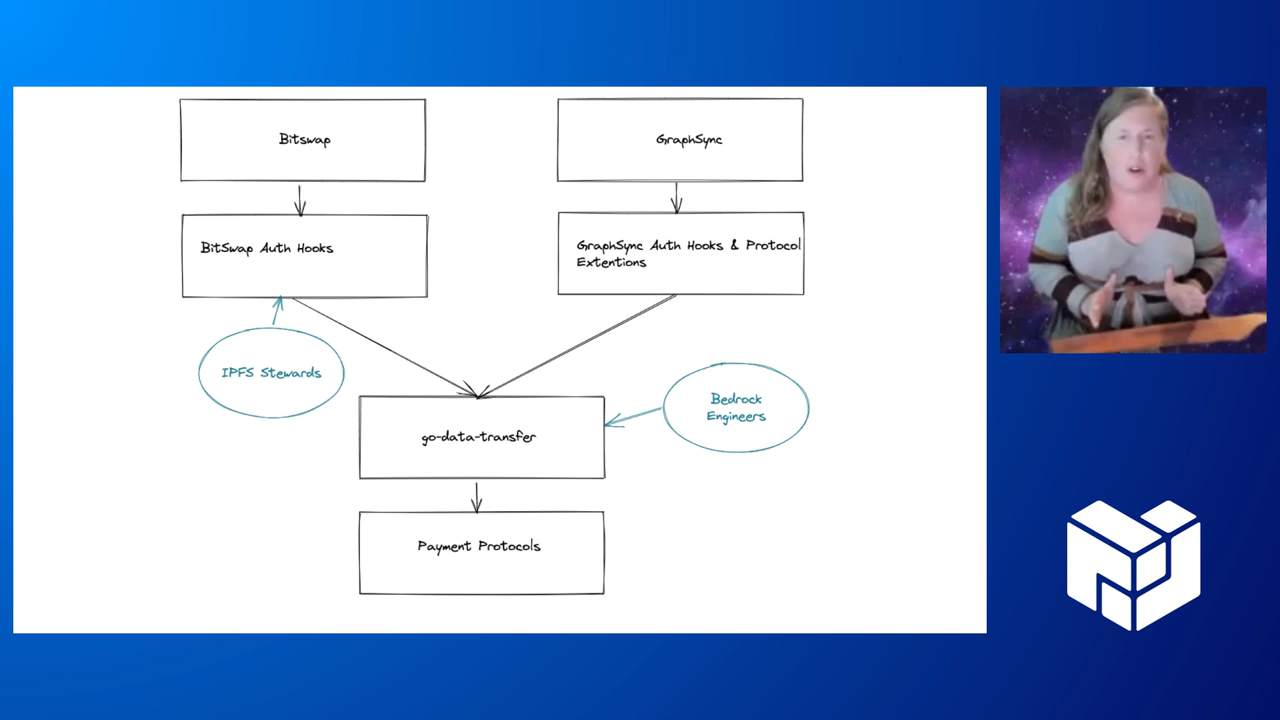 Bitswap
GraphSync
BitSwap Auth Hooks
GraphSync Auth Hooks & Protocol
Extentions
IPFS Stewards
Bedrock
Engineers
go-data-transfer
Payment Protocols